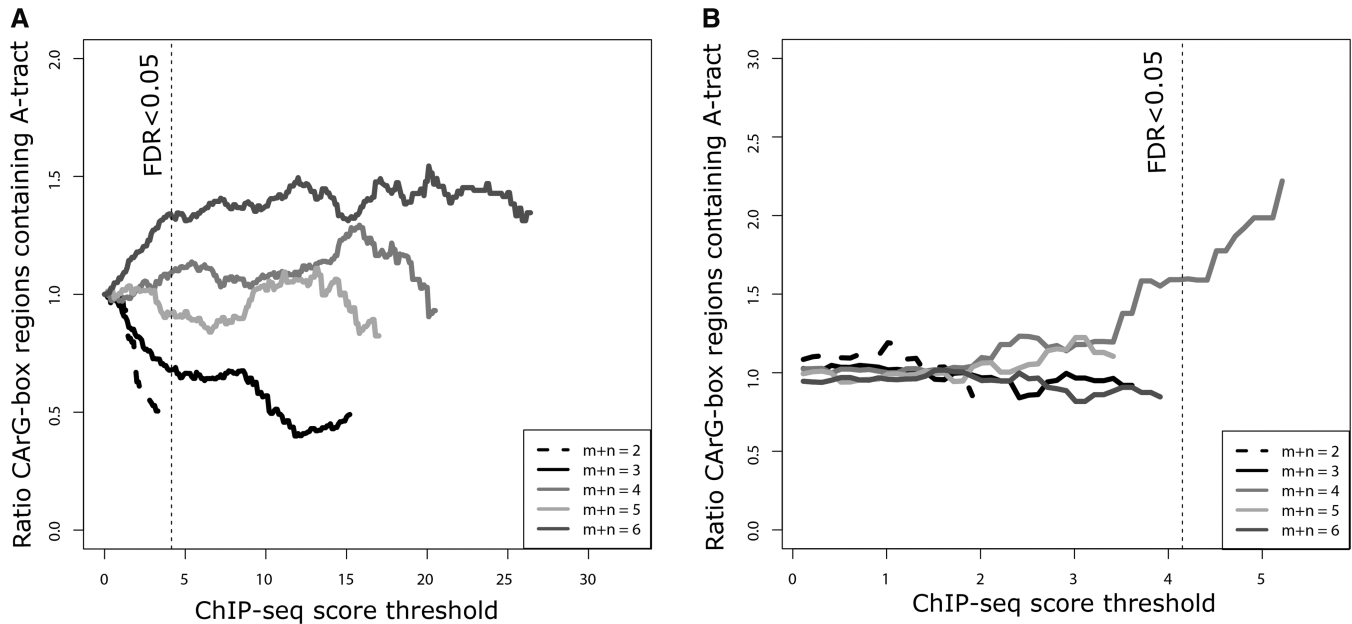 A
Ratio CArG-box regions containing A-tract
2.0
1.5
1.0
0.5
0.0
FDR<0.05
m+n = 2
m+n = 3
m+n = 4
m+n = 5
m+n = 6
0 5 10 15 20 25 30
ChIP-seq score threshold
B
Ratio CArG-box regions containing A-tract
3.0
2.5
2.0
1.5
1.0
0.5
0.0
FDR<0.05
m+n = 2
m+n = 3
m+n = 4
m+n = 5
m+n = 6
0 1 2 3 4 5
ChIP-seq score threshold